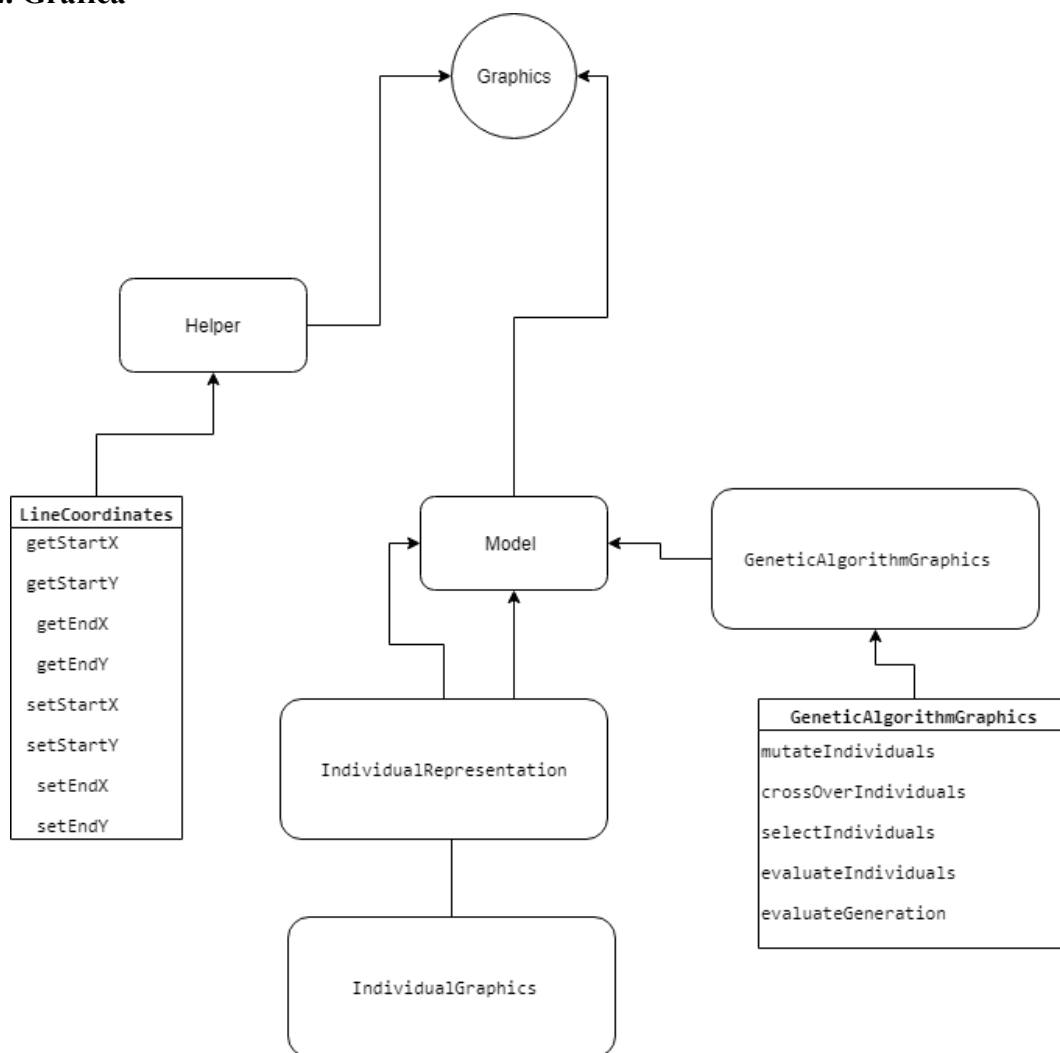 Grafica
Graphics
Helper
LineCoordinates
getStartX
getStartY
getEndX
getEndY
setStartX
setStartY
setEndX
setEndY
Model
GeneticAlgorithmGraphics
IndividualRepresentation
GeneticAlgorithmGraphics
mutateIndividuals
crossOverIndividuals
selectIndividuals
evaluateIndividuals
evaluateGeneration
IndividualGraphics